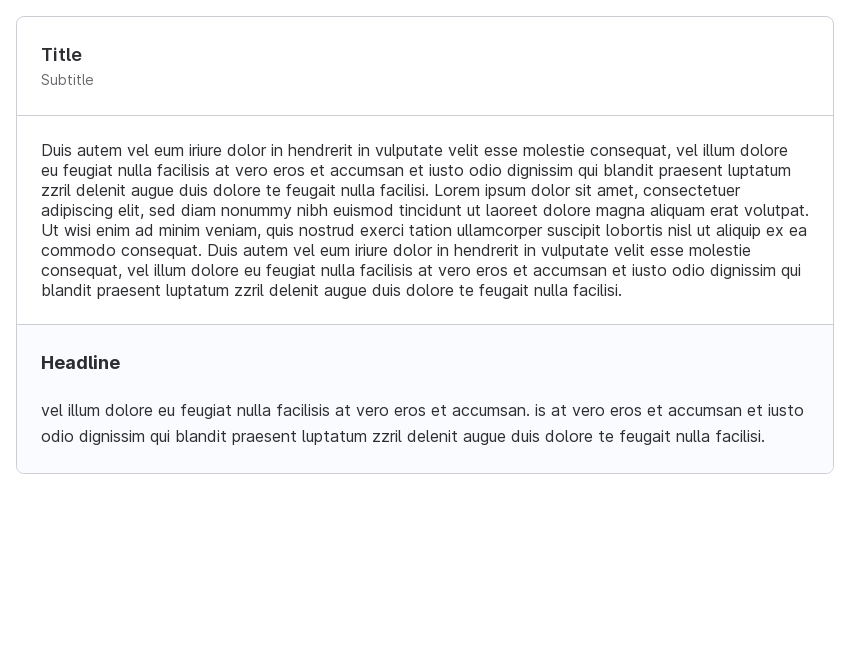 Title
Subtitle
Duis autem vel eum iriure dolor in hendrerit in vulputate velit esse molestie consequat, vel illum dolore
eu feugiat nulla facilisis at vero eros et accumsan et iusto odio dignissim qui blandit praesent luptatum
zzril delenit augue duis dolore te feugait nulla facilisi. Lorem ipsum dolor sit amet, consectetuer
adipiscing elit, sed diam nonummy nibh euismod tincidunt ut laoreet dolore magna aliquam erat volutpat.
Ut wisi enim ad minim veniam, quis nostrud exerci tation ullamcorper suscipit lobortis nisl ut aliquip ex ea
commodo consequat. Duis autem vel eum iriure dolor in hendrerit in vulputate velit esse molestie
consequat, vel illum dolore eu feugiat nulla facilisis at vero eros et accumsan et iusto odio dignissim qui
blandit praesent luptatum zzril delenit augue duis dolore te feugait nulla facilisi.
Headline
vel illum dolore eu feugiat nulla facilisis at vero eros et accumsan. is at vero eros et accumsan et iusto
odio dignissim qui blandit praesent luptatum zzril delenit augue duis dolore te feugait nulla facilisi.